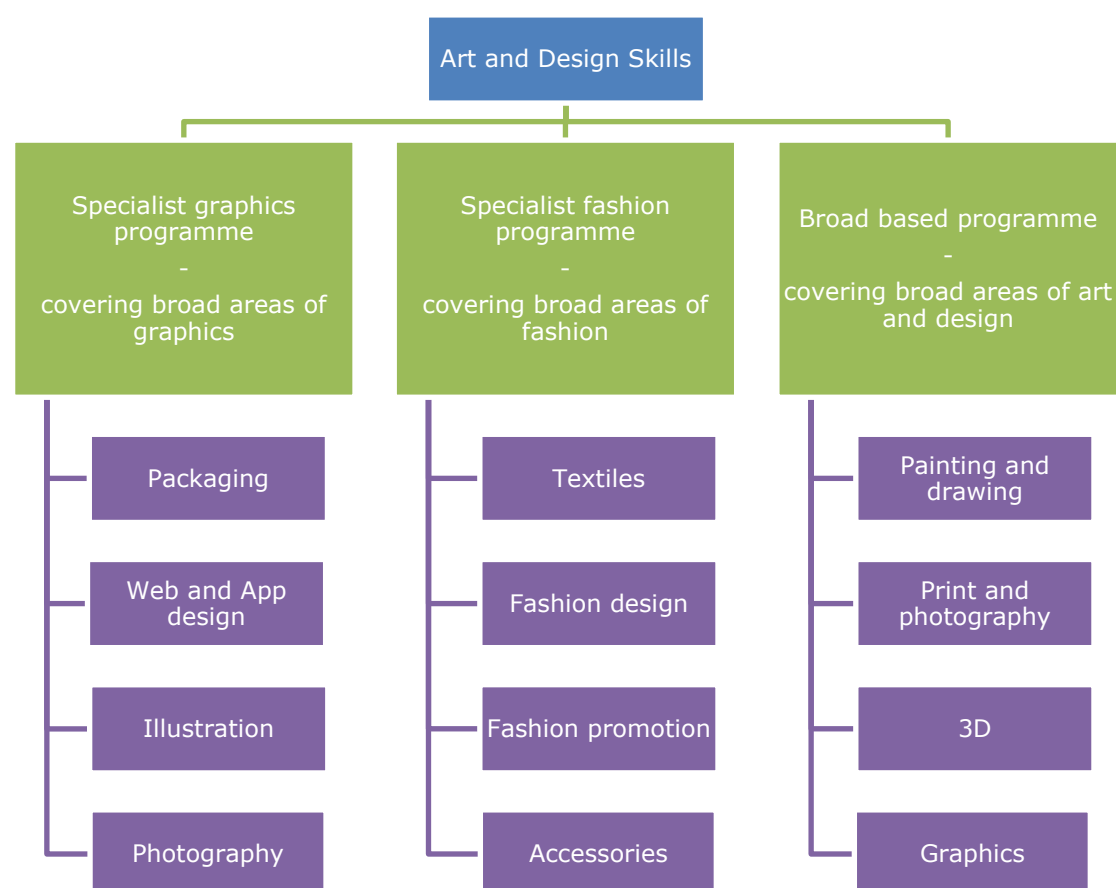 Art and Design Skills
Specialist graphics
programme
-
covering broad areas of
graphics
Packaging
Web and App
design
Illustration
Photography
Specialist fashion
programme
-
covering broad areas of
fashion
Textiles
Fashion design
Fashion promotion
Accessories
Broad based programme
-
covering broad areas of art
and design
Painting and
drawing
Print and
photography
3D
Graphics